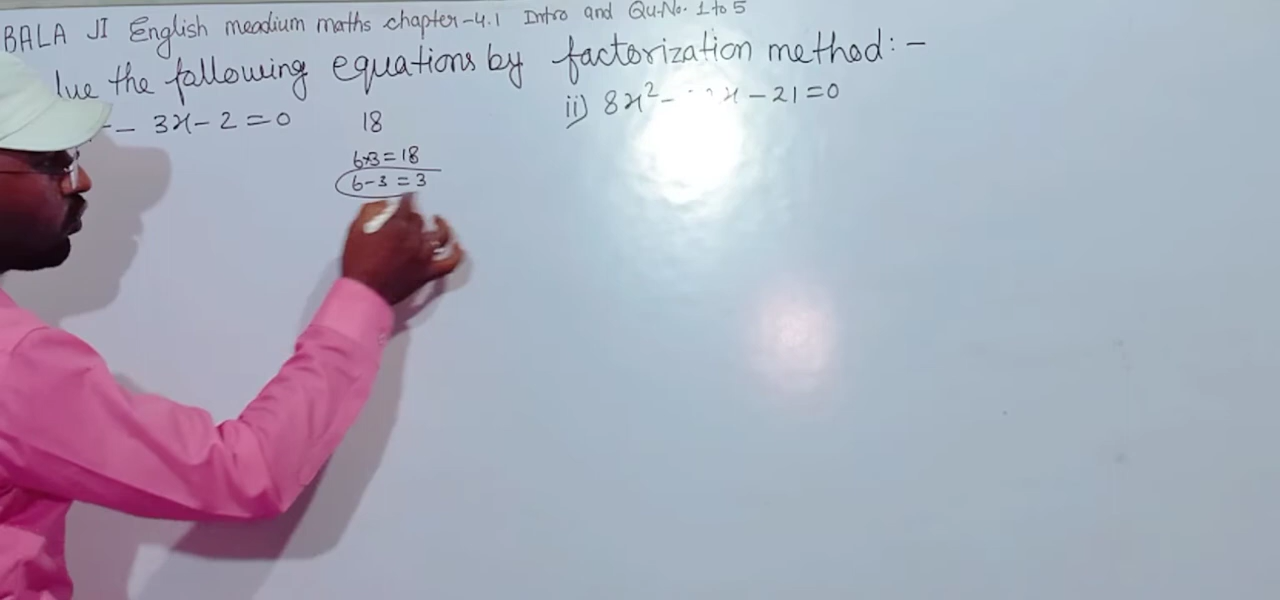 BALA JI English meadium maths chapter-4.1 Intro and Qu.No. 1 to 5
lve the following equations by factorization method:-
- 3x - 2 = 0
18
6×3 = 18
6-3 = 3
ii) 8x² - x - 21 = 0